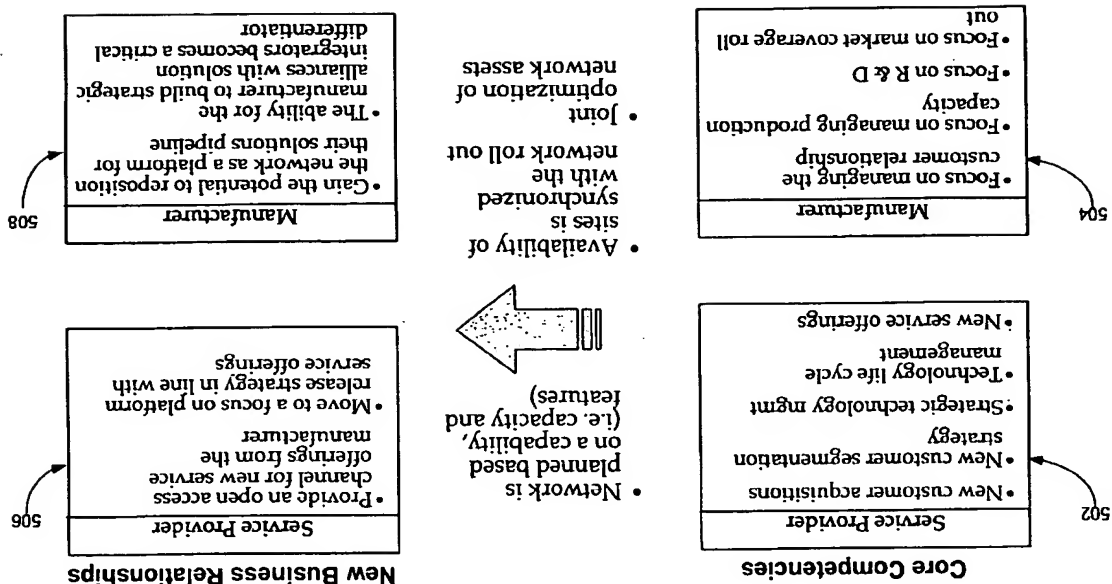 Core Competencies
Service Provider
•New customer acquisitions
•New customer segmentation
strategy
•Strategic technology mgmt
•Technology life cycle
management
•New service offerings
502
Manufacturer
•Focus on managing the
customer relationship
•Focus on managing production
capacity
•Focus on R & D
•Focus on market coverage roll
out
504
• Network is
planned based
on a capability,
(i.e. capacity and
features)
• Availability of
sites is
synchronized
with the
network roll out
• Joint
optimization of
network assets
New Business Relationships
Service Provider
•Provide an open access
channel for new service
offerings from the
manufacturer
•Move to a focus on platform
release strategy in line with
service offerings
506
Manufacturer
•Gain the potential to reposition
the network as a platform for
their solutions pipeline
•The ability for the
manufacturer to build strategic
alliances with solution
integrators becomes a critical
differentiator
508